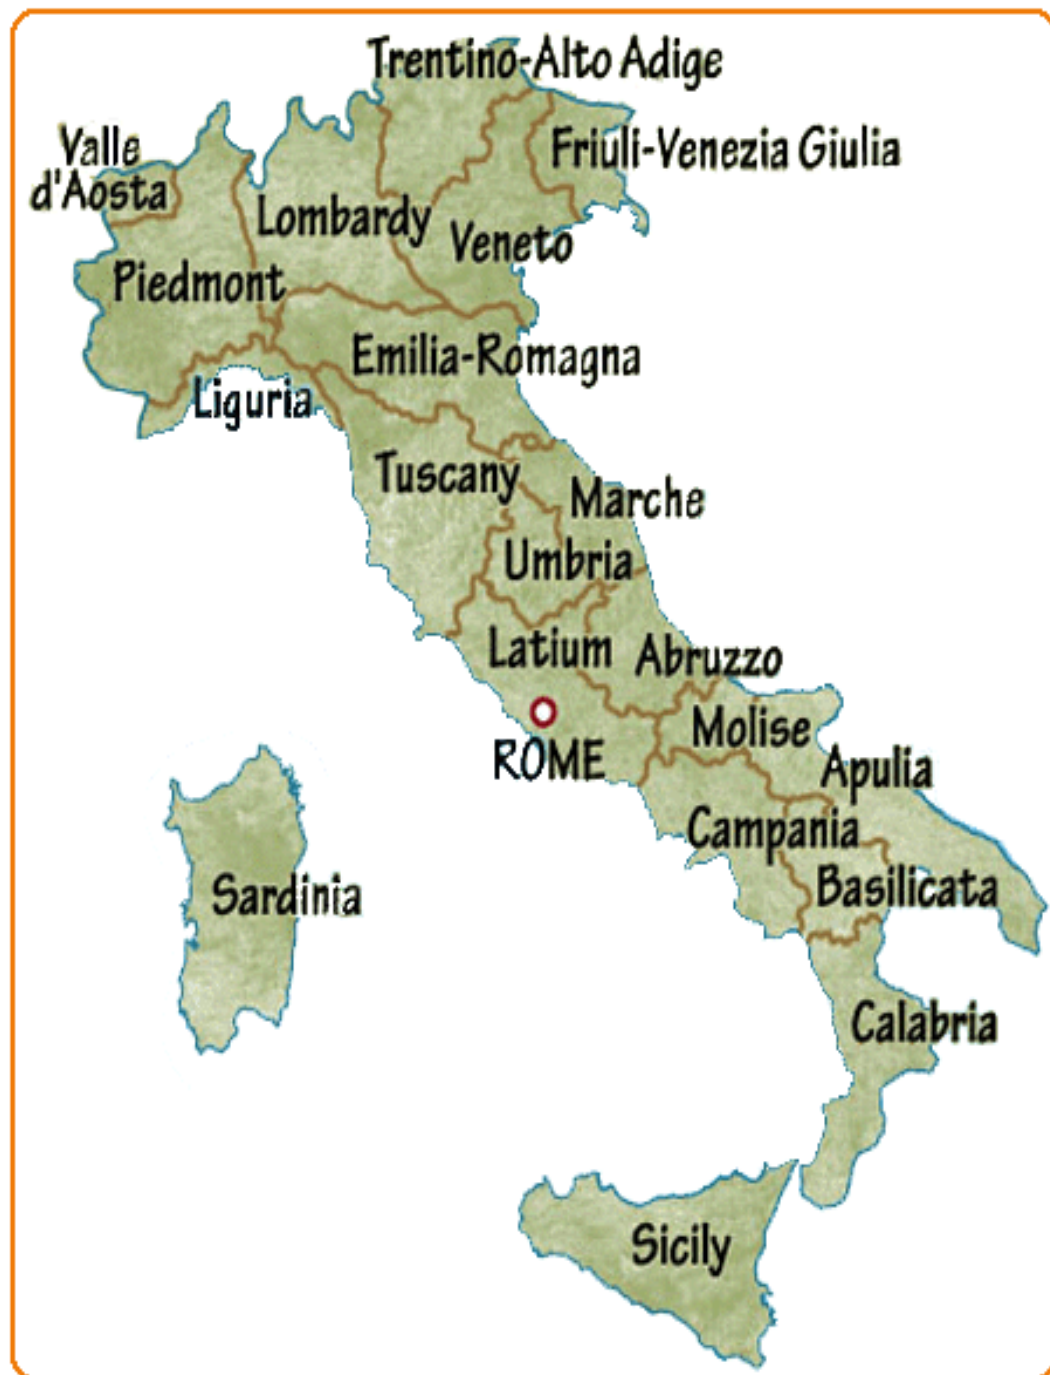 Trentino-Alto Adige
Valle
d'Aosta
Friuli-Venezia Giulia
Lombardy
Veneto
Piedmont
Emilia-Romagna
Liguria
Tuscany
Marche
Umbria
Latium
Abruzzo
Molise
ROME
Apulia
Campania
Basilicata
Sardinia
Calabria
Sicily